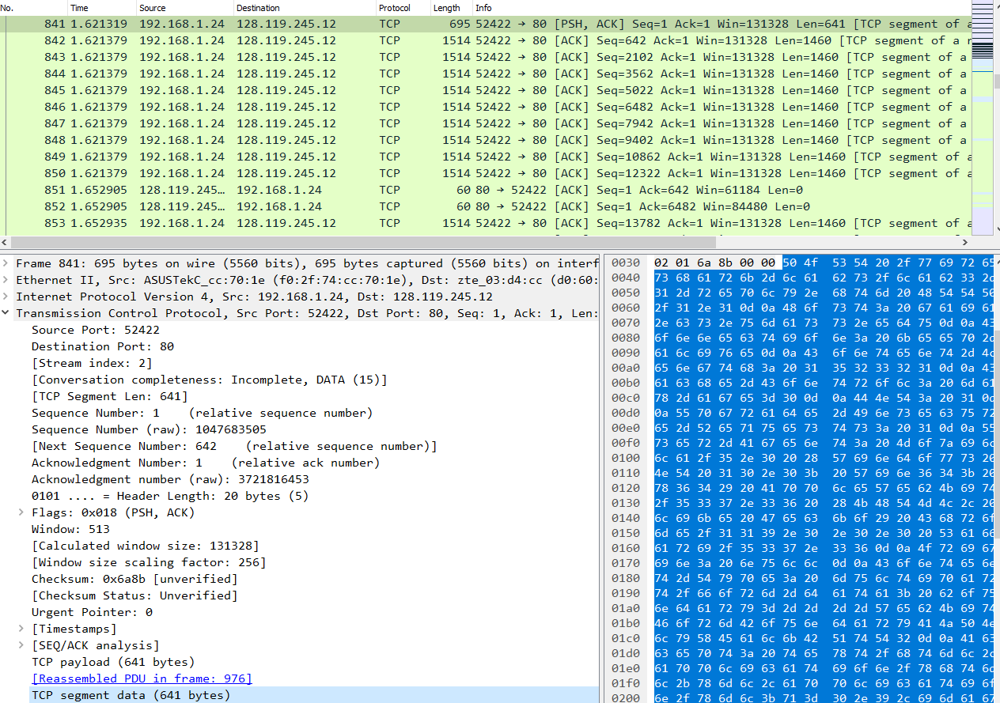 No. Time Source Destination Protocol Length Info
841 1.621319 192.168.1.24 128.119.245.12 TCP 695 52422 → 80 [PSH, ACK] Seq=1 Ack=1 Win=131328 Len=641 [TCP segment of a
842 1.621379 192.168.1.24 128.119.245.12 TCP 1514 52422 → 80 [ACK] Seq=642 Ack=1 Win=131328 Len=1460 [TCP segment of a
843 1.621379 192.168.1.24 128.119.245.12 TCP 1514 52422 → 80 [ACK] Seq=2102 Ack=1 Win=131328 Len=1460 [TCP segment of a
844 1.621379 192.168.1.24 128.119.245.12 TCP 1514 52422 → 80 [ACK] Seq=3562 Ack=1 Win=131328 Len=1460 [TCP segment of a
845 1.621379 192.168.1.24 128.119.245.12 TCP 1514 52422 → 80 [ACK] Seq=5022 Ack=1 Win=131328 Len=1460 [TCP segment of a
846 1.621379 192.168.1.24 128.119.245.12 TCP 1514 52422 → 80 [ACK] Seq=6482 Ack=1 Win=131328 Len=1460 [TCP segment of a
847 1.621379 192.168.1.24 128.119.245.12 TCP 1514 52422 → 80 [ACK] Seq=7942 Ack=1 Win=131328 Len=1460 [TCP segment of a
848 1.621379 192.168.1.24 128.119.245.12 TCP 1514 52422 → 80 [ACK] Seq=9402 Ack=1 Win=131328 Len=1460 [TCP segment of a
849 1.621379 192.168.1.24 128.119.245.12 TCP 1514 52422 → 80 [ACK] Seq=10862 Ack=1 Win=131328 Len=1460 [TCP segment of
850 1.621379 192.168.1.24 128.119.245.12 TCP 1514 52422 → 80 [ACK] Seq=12322 Ack=1 Win=131328 Len=1460 [TCP segment of
851 1.652905 128.119.245… 192.168.1.24 TCP 60 80 → 52422 [ACK] Seq=1 Ack=642 Win=61184 Len=0
852 1.652905 128.119.245… 192.168.1.24 TCP 60 80 → 52422 [ACK] Seq=1 Ack=6482 Win=84480 Len=0
853 1.652935 192.168.1.24 128.119.245.12 TCP 1514 52422 → 80 [ACK] Seq=13782 Ack=1 Win=131328 Len=1460 [TCP segment of
Frame 841: 695 bytes on wire (5560 bits), 695 bytes captured (5560 bits) on interf
Ethernet II, Src: ASUSTekC_cc:70:1e (f0:2f:74:cc:70:1e), Dst: zte_03:d4:cc (d0:60:
Internet Protocol Version 4, Src: 192.168.1.24, Dst: 128.119.245.12
Transmission Control Protocol, Src Port: 52422, Dst Port: 80, Seq: 1, Ack: 1, Len:
Source Port: 52422
Destination Port: 80
[Stream index: 2]
[Conversation completeness: Incomplete, DATA (15)]
[TCP Segment Len: 641]
Sequence Number: 1 (relative sequence number)
Sequence Number (raw): 1047683505
[Next Sequence Number: 642 (relative sequence number)]
Acknowledgment Number: 1 (relative ack number)
Acknowledgment number (raw): 3721816453
0101 .... = Header Length: 20 bytes (5)
Flags: 0x018 (PSH, ACK)
Window: 513
[Calculated window size: 131328]
[Window size scaling factor: 256]
Checksum: 0x6a8b [unverified]
[Checksum Status: Unverified]
Urgent Pointer: 0
[Timestamps]
[SEQ/ACK analysis]
TCP payload (641 bytes)
[Reassembled PDU in frame: 976]
TCP segment data (641 bytes)
0030 02 01 6a 8b 00 00 50 4f 53 54 20 2f 77 69 72 65
0040 73 68 61 72 6b 2d 6c 61 62 73 2f 6c 61 62 33 2d
0050 31 2d 72 65 70 6c 79 2e 68 74 6d 20 48 54 54 50
0060 2f 31 2e 31 0d 0a 48 6f 73 74 3a 20 67 61 69 61
0070 2e 63 73 2e 75 6d 61 73 73 2e 65 64 75 0d 0a 43
0080 6f 6e 6e 65 63 74 69 6f 6e 3a 20 6b 65 65 70 2d
0090 61 6c 69 76 65 0d 0a 43 6f 6e 74 65 6e 74 2d 4c
00a0 65 6e 67 74 68 3a 20 31 35 32 33 32 31 0d 0a 43
00b0 61 63 68 65 2d 43 6f 6e 74 72 6f 6c 3a 20 6d 61
00c0 78 2d 61 67 65 3d 30 0d 0a 44 4e 54 3a 20 31 0d
00d0 0a 55 70 67 72 61 64 65 2d 49 6e 73 65 63 75 72
00e0 65 2d 52 65 71 75 65 73 74 73 3a 20 31 0d 0a 55
00f0 73 65 72 2d 41 67 65 6e 74 3a 20 4d 6f 7a 69 6c
0100 6c 61 2f 35 2e 30 20 28 57 69 6e 64 6f 77 73 20
0110 4e 54 20 31 30 2e 30 3b 20 57 69 6e 36 34 3b 20
0120 78 36 34 29 20 41 70 70 6c 65 57 65 62 4b 69 74
0130 2f 35 33 37 2e 33 36 20 28 4b 48 54 4d 4c 2c 20
0140 6c 69 6b 65 20 47 65 63 6b 6f 29 20 43 68 72 6f
0150 6d 65 2f 31 31 39 2e 30 2e 30 2e 30 20 53 61 66
0160 61 72 69 2f 35 33 37 2e 33 36 0d 0a 4f 72 69 67
0170 69 6e 3a 20 6e 75 6c 6c 0d 0a 43 6f 6e 74 65 6e
0180 74 2d 54 79 70 65 3a 20 6d 75 6c 74 69 70 61 72
0190 74 2f 66 6f 72 6d 2d 64 61 74 61 3b 20 62 6f 75
01a0 6e 64 61 72 79 3d 2d 2d 2d 2d 2d 57 65 62 4b 69 74
01b0 46 6f 72 6d 42 6f 75 6e 64 61 72 79 41 4a 50 4e
01c0 6c 79 58 45 61 6c 6b 42 51 74 54 32 0d 0a 41 63
01d0 63 65 70 74 3a 20 74 65 78 74 2f 68 74 6d 6c 2c
01e0 61 70 70 6c 69 63 61 74 69 6f 6e 2f 78 68 74 6d
01f0 6c 2b 78 6d 6c 2c 61 70 70 6c 69 63 61 74 69 6f
0200 6e 2f 78 6d 6c 3b 71 3d 30 2e 39 2c 69 6d 61 67